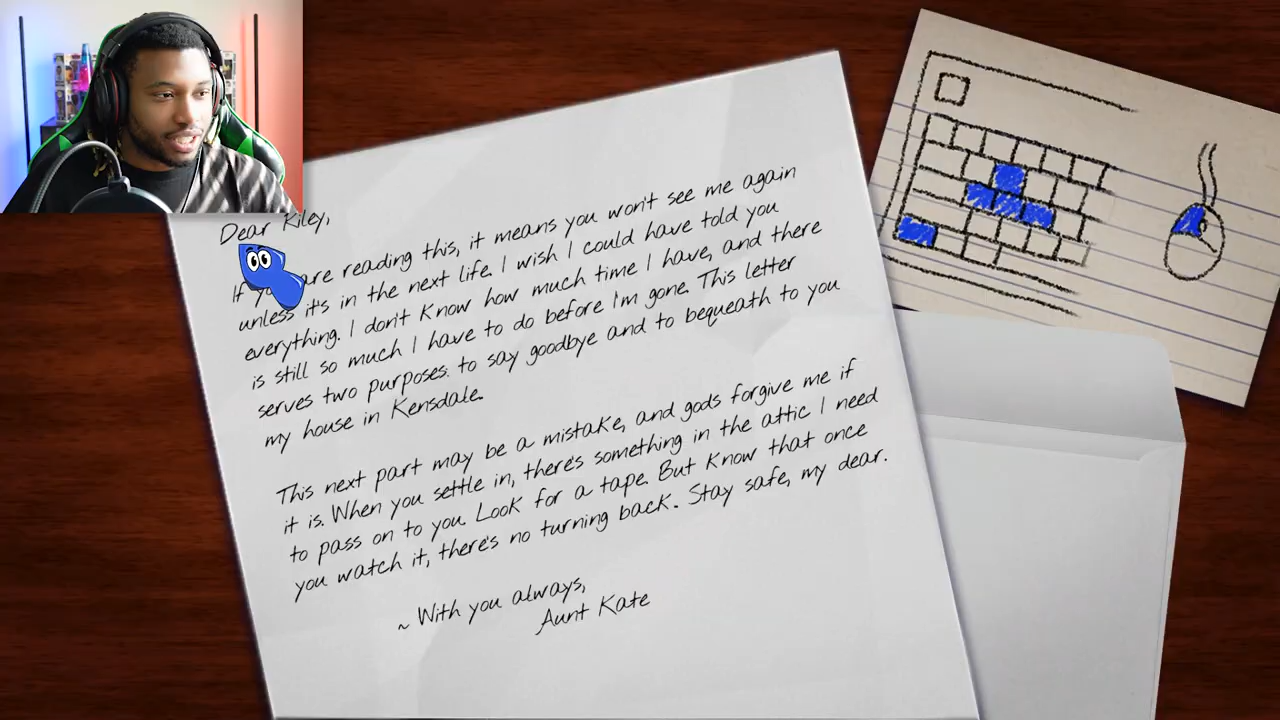 Dear Riley,
If you are reading this, it means you won't see me again
unless it's in the next life. I wish I could have told you
everything. I don't know how much time I have, and there
is still so much I have to do before I'm gone. This letter
serves two purposes: to say goodbye and to bequeath to you
my house in Kensdale.
This next part may be a mistake, and gods forgive me if
it is. When you settle in, there's something in the attic I need
to pass on to you. Look for a tape. But know that once
you watch it, there's no turning back. Stay safe, my dear.
~ With you always,
Aunt Kate